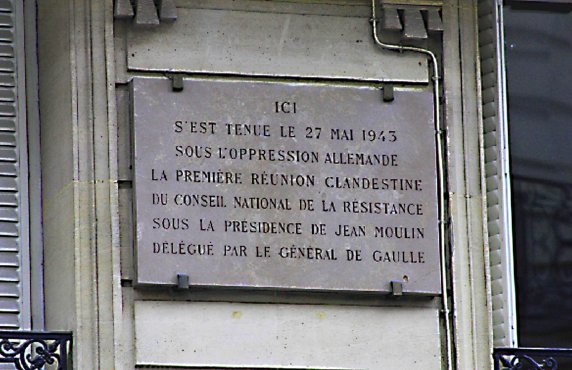 ICI
S'EST TENUE LE 27 MAI 1943
SOUS L'OPPRESSION ALLEMANDE
LA PREMIÈRE RÉUNION CLANDESTINE
DU CONSEIL NATIONAL DE LA RÉSISTANCE
SOUS LA PRÉSIDENCE DE JEAN MOULIN
DÉLÉGUÉ PAR LE GÉNÉRAL DE GAULLE